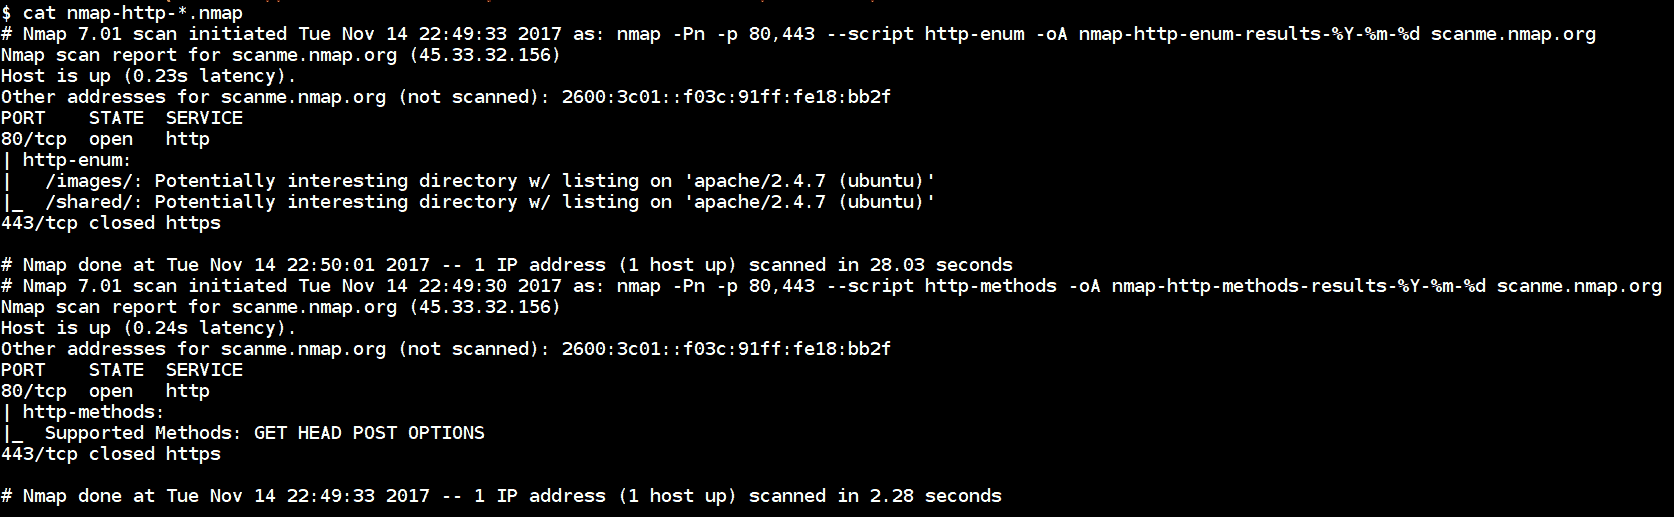 $ cat nmap-http-*.nmap
# Nmap 7.01 scan initiated Tue Nov 14 22:49:33 2017 as: nmap -Pn -p 80,443 --script http-enum -oA nmap-http-enum-results-%Y-%m-%d scanme.nmap.org
Nmap scan report for scanme.nmap.org (45.33.32.156)
Host is up (0.23s latency).
Other addresses for scanme.nmap.org (not scanned): 2600:3c01::f03c:91ff:fe18:bb2f
PORT    STATE  SERVICE
80/tcp  open   http
| http-enum:
|   /images/: Potentially interesting directory w/ listing on 'apache/2.4.7 (ubuntu)'
|_  /shared/: Potentially interesting directory w/ listing on 'apache/2.4.7 (ubuntu)'
443/tcp closed https

# Nmap done at Tue Nov 14 22:50:01 2017 -- 1 IP address (1 host up) scanned in 28.03 seconds
# Nmap 7.01 scan initiated Tue Nov 14 22:49:30 2017 as: nmap -Pn -p 80,443 --script http-methods -oA nmap-http-methods-results-%Y-%m-%d scanme.nmap.org
Nmap scan report for scanme.nmap.org (45.33.32.156)
Host is up (0.24s latency).
Other addresses for scanme.nmap.org (not scanned): 2600:3c01::f03c:91ff:fe18:bb2f
PORT    STATE  SERVICE
80/tcp  open   http
| http-methods:
|_  Supported Methods: GET HEAD POST OPTIONS
443/tcp closed https

# Nmap done at Tue Nov 14 22:49:33 2017 -- 1 IP address (1 host up) scanned in 2.28 seconds